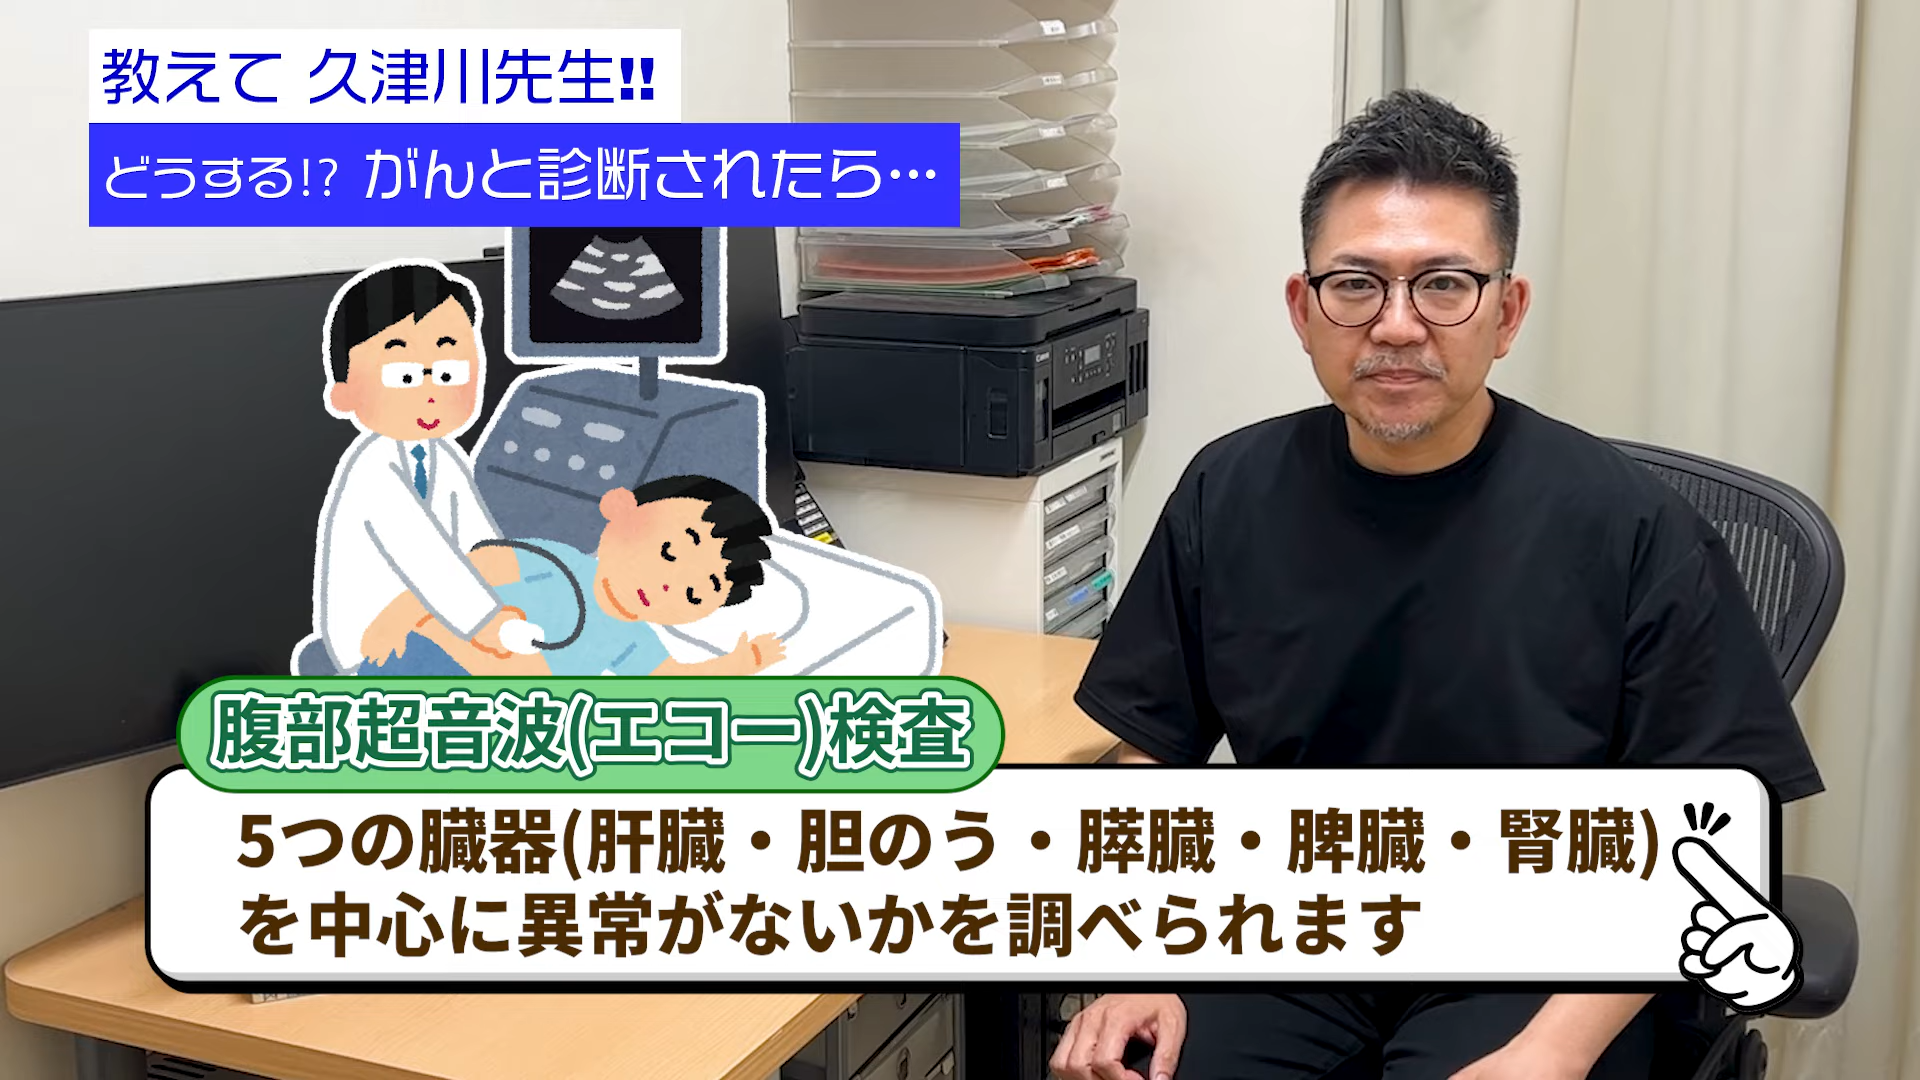 教えて 久津川先生!!
どうする!? がんと診断されたら…
Canon
腹部超音波(エコー)検査
5つの臓器(肝臓・胆のう・膵臓・脾臓・腎臓)
を中心に異常がないかを調べられます